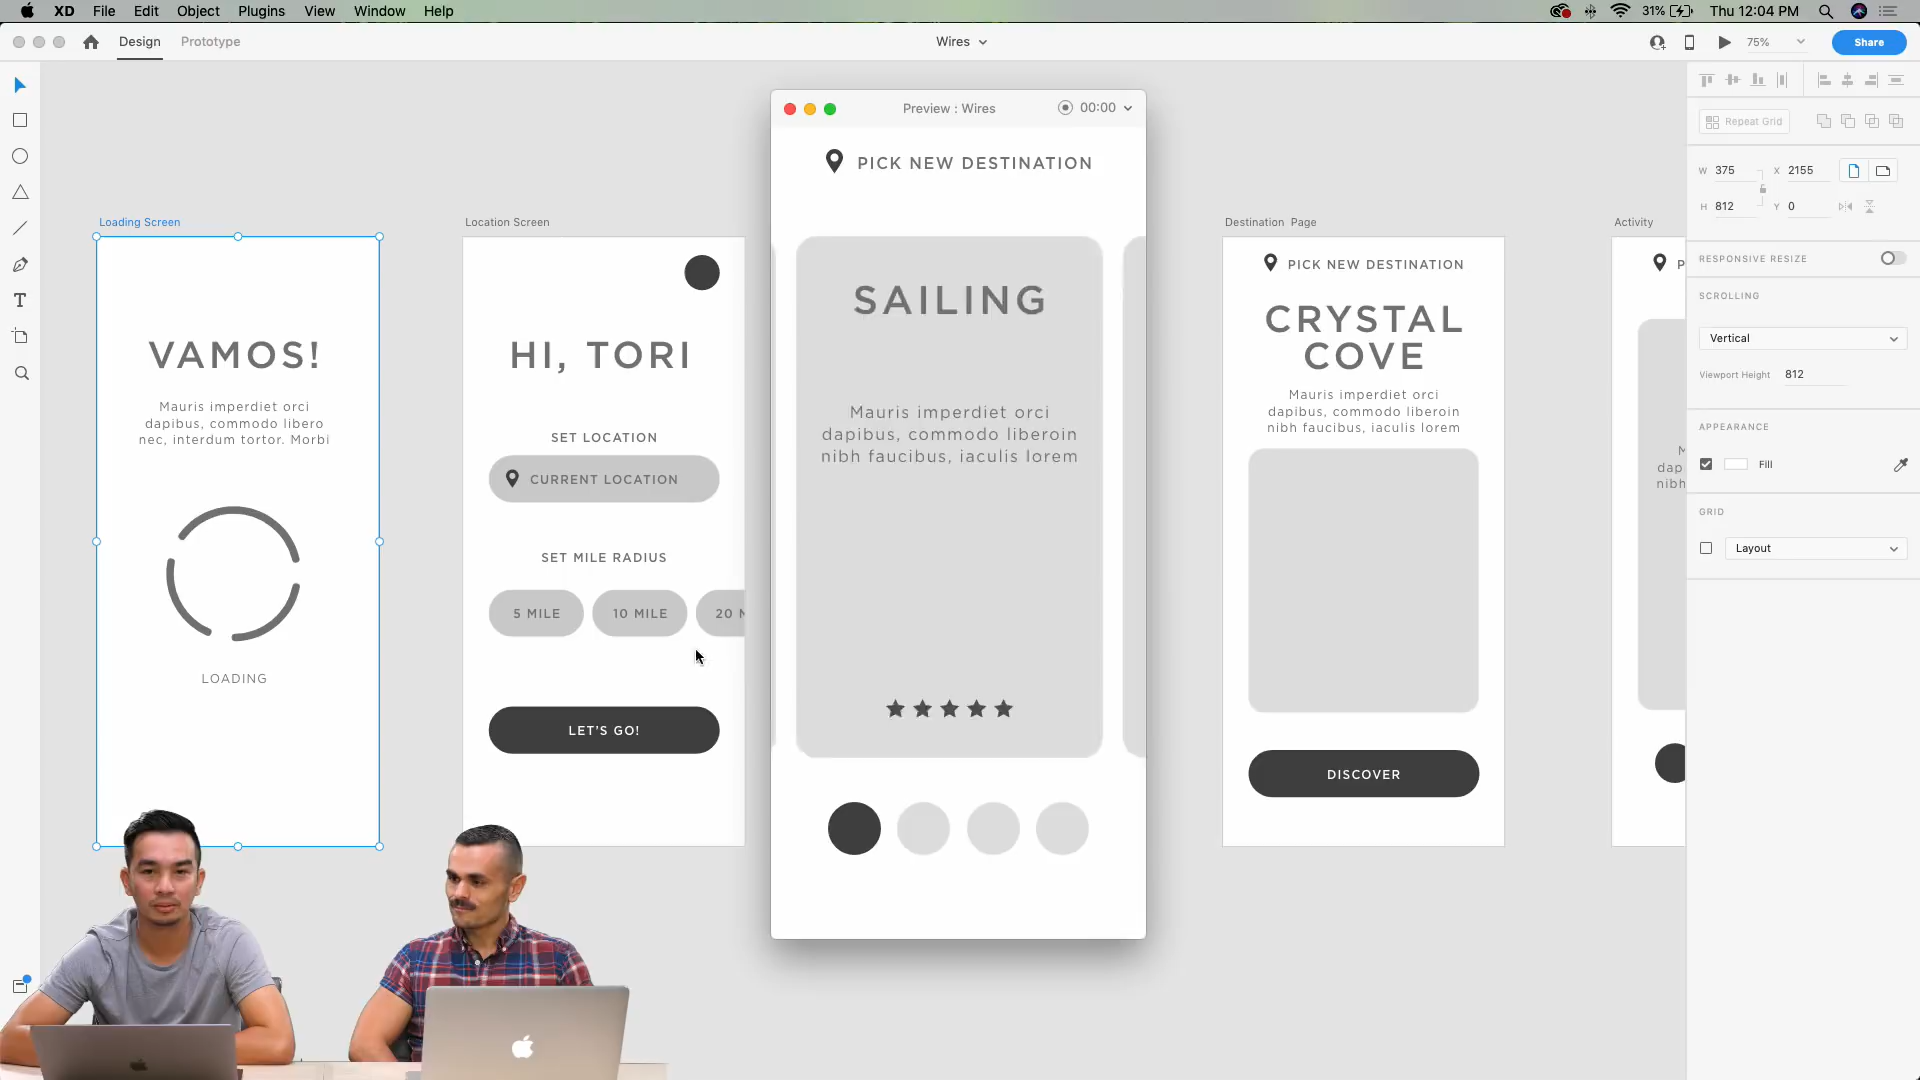 XD File Edit Object Plugins View Window Help
31% Thu 12:04 PM
Design Prototype
Wires
75%
Share
Preview : Wires
00:00
PICK NEW DESTINATION
SAILING
Mauris imperdiet orci
dapibus, commodo liberoin
nibh faucibus, iaculis lorem
Loading Screen
VAMOS!
Mauris imperdiet orci
dapibus, commodo libero
nec, interdum tortor. Morbi
LOADING
Location Screen
HI, TORI
SET LOCATION
CURRENT LOCATION
SET MILE RADIUS
5 MILE
10 MILE
20 M
LET'S GO!
Destination Page
PICK NEW DESTINATION
CRYSTAL
COVE
Mauris imperdiet orci
dapibus, commodo liberoin
nibh faucibus, iaculis lorem
DISCOVER
Activity
P
M
dap
nibh
Repeat Grid
W 375 X 2155
H 812 Y 0
RESPONSIVE RESIZE
SCROLLING
Vertical
Viewport Height 812
APPEARANCE
Fill
GRID
Layout